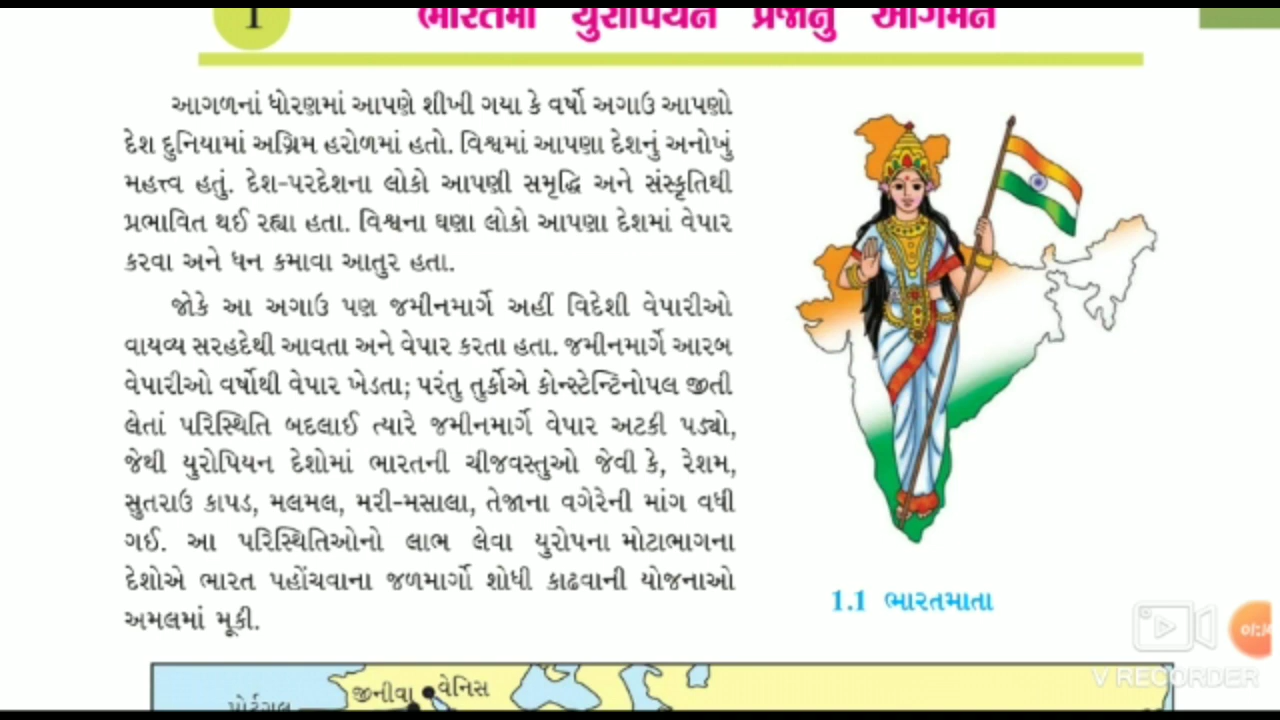 1
ભારતમાં યુરોપિયન પ્રજાનું આગમન
આગળનાં ધોરણમાં આપણે શીખી ગયા કે વર્ષો અગાઉ આપણો
દેશ દુનિયામાં અગ્રિમ હરોળમાં હતો. વિશ્વમાં આપણા દેશનું અનોખું
મહત્ત્વ હતું. દેશ-પરદેશના લોકો આપણી સમૃદ્ધિ અને સંસ્કૃતિથી
પ્રભાવિત થઈ રહ્યા હતા. વિશ્વના ઘણા લોકો આપણા દેશમાં વેપાર
કરવા અને ધન કમાવા આતુર હતા.
જોકે આ અગાઉ પણ જમીનમાર્ગે અહીં વિદેશી વેપારીઓ
વાયવ્ય સરહદેથી આવતા અને વેપાર કરતા હતા. જમીનમાર્ગે આરબ
વેપારીઓ વર્ષોથી વેપાર ખેડતા; પરંતુ તુર્કોએ કોન્સ્ટેન્ટિનોપલ જીતી
લેતાં પરિસ્થિતિ બદલાઈ ત્યારે જમીનમાર્ગે વેપાર અટકી પડ્યો,
જેથી યુરોપિયન દેશોમાં ભારતની ચીજવસ્તુઓ જેવી કે, રેશમ,
સુતરાઉ કાપડ, મલમલ, મરી-મસાલા, તેજાના વગેરેની માંગ વધી
ગઈ. આ પરિસ્થિતિઓનો લાભ લેવા યુરોપના મોટાભાગના
દેશોએ ભારત પહોંચવાના જળમાર્ગો શોધી કાઢવાની યોજનાઓ
અમલમાં મૂકી.
1.1 ભારતમાતા
જીનીવા
વેનિસ
પોર્ટુગલ
V RECORDER